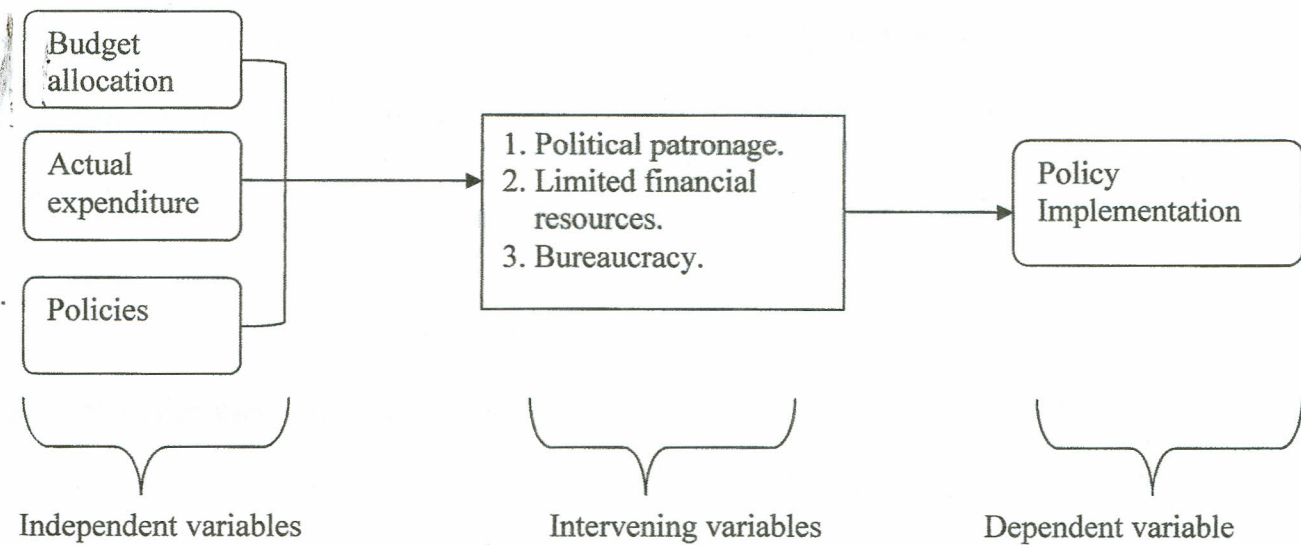 Budget
allocation
Actual
expenditure
Policies
1. Political patronage.
2. Limited financial
resources.
3. Bureaucracy.
Policy
Implementation
Independent variables
Intervening variables
Dependent variable